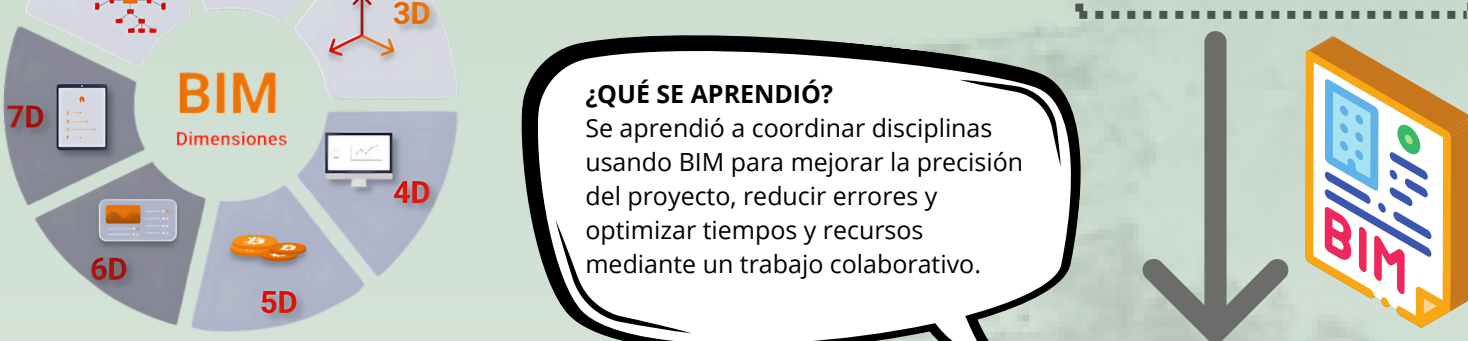 3D
7D
BIM
Dimensiones
4D
6D
5D
¿QUÉ SE APRENDIÓ?
Se aprendió a coordinar disciplinas
usando BIM para mejorar la precisión
del proyecto, reducir errores y
optimizar tiempos y recursos
mediante un trabajo colaborativo.
BIM